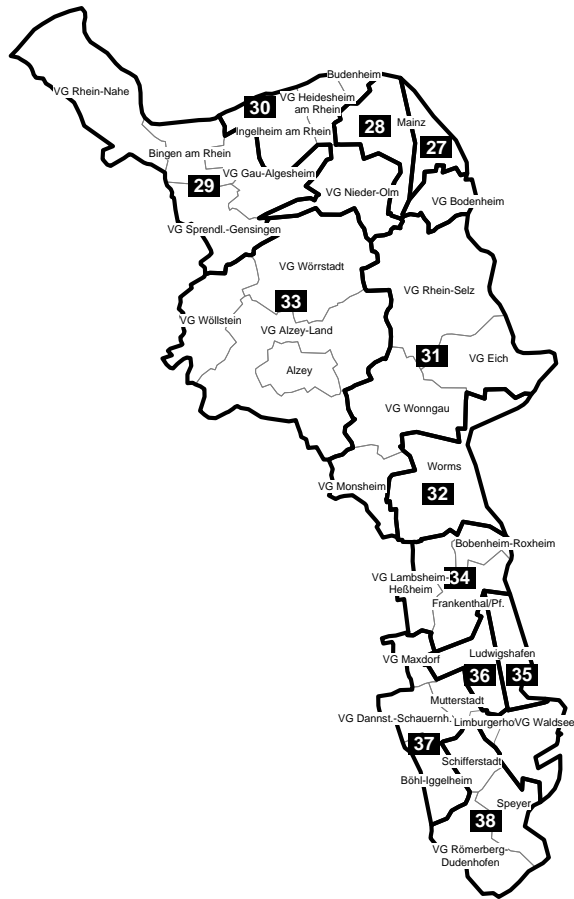 Budenheim
VG Rhein-Nahe
30
VG Heidesheim
am Rhein
28
Mainz
Ingelheim am Rhein
27
Bingen am Rhein
VG Gau-Algesheim
29
VG Nieder-Olm
VG Bodenheim
VG Sprendl.-Gensingen
VG Wörrstadt
VG Rhein-Selz
33
VG Wöllstein
VG Alzey-Land
31
VG Eich
Alzey
VG Wonngau
Worms
VG Monsheim
32
Bobenheim-Roxheim
VG Lambsheim-
Heßheim
34
Frankenthal/Pf.
Ludwigshafen
VG Maxdorf
36
35
Mutterstadt
VG Dannst.-Schauernh.
Limburgerho
VG Waldsee
37
Schifferstadt
Böhl-Iggelheim
Speyer
38
VG Römerberg-
Dudenhofen